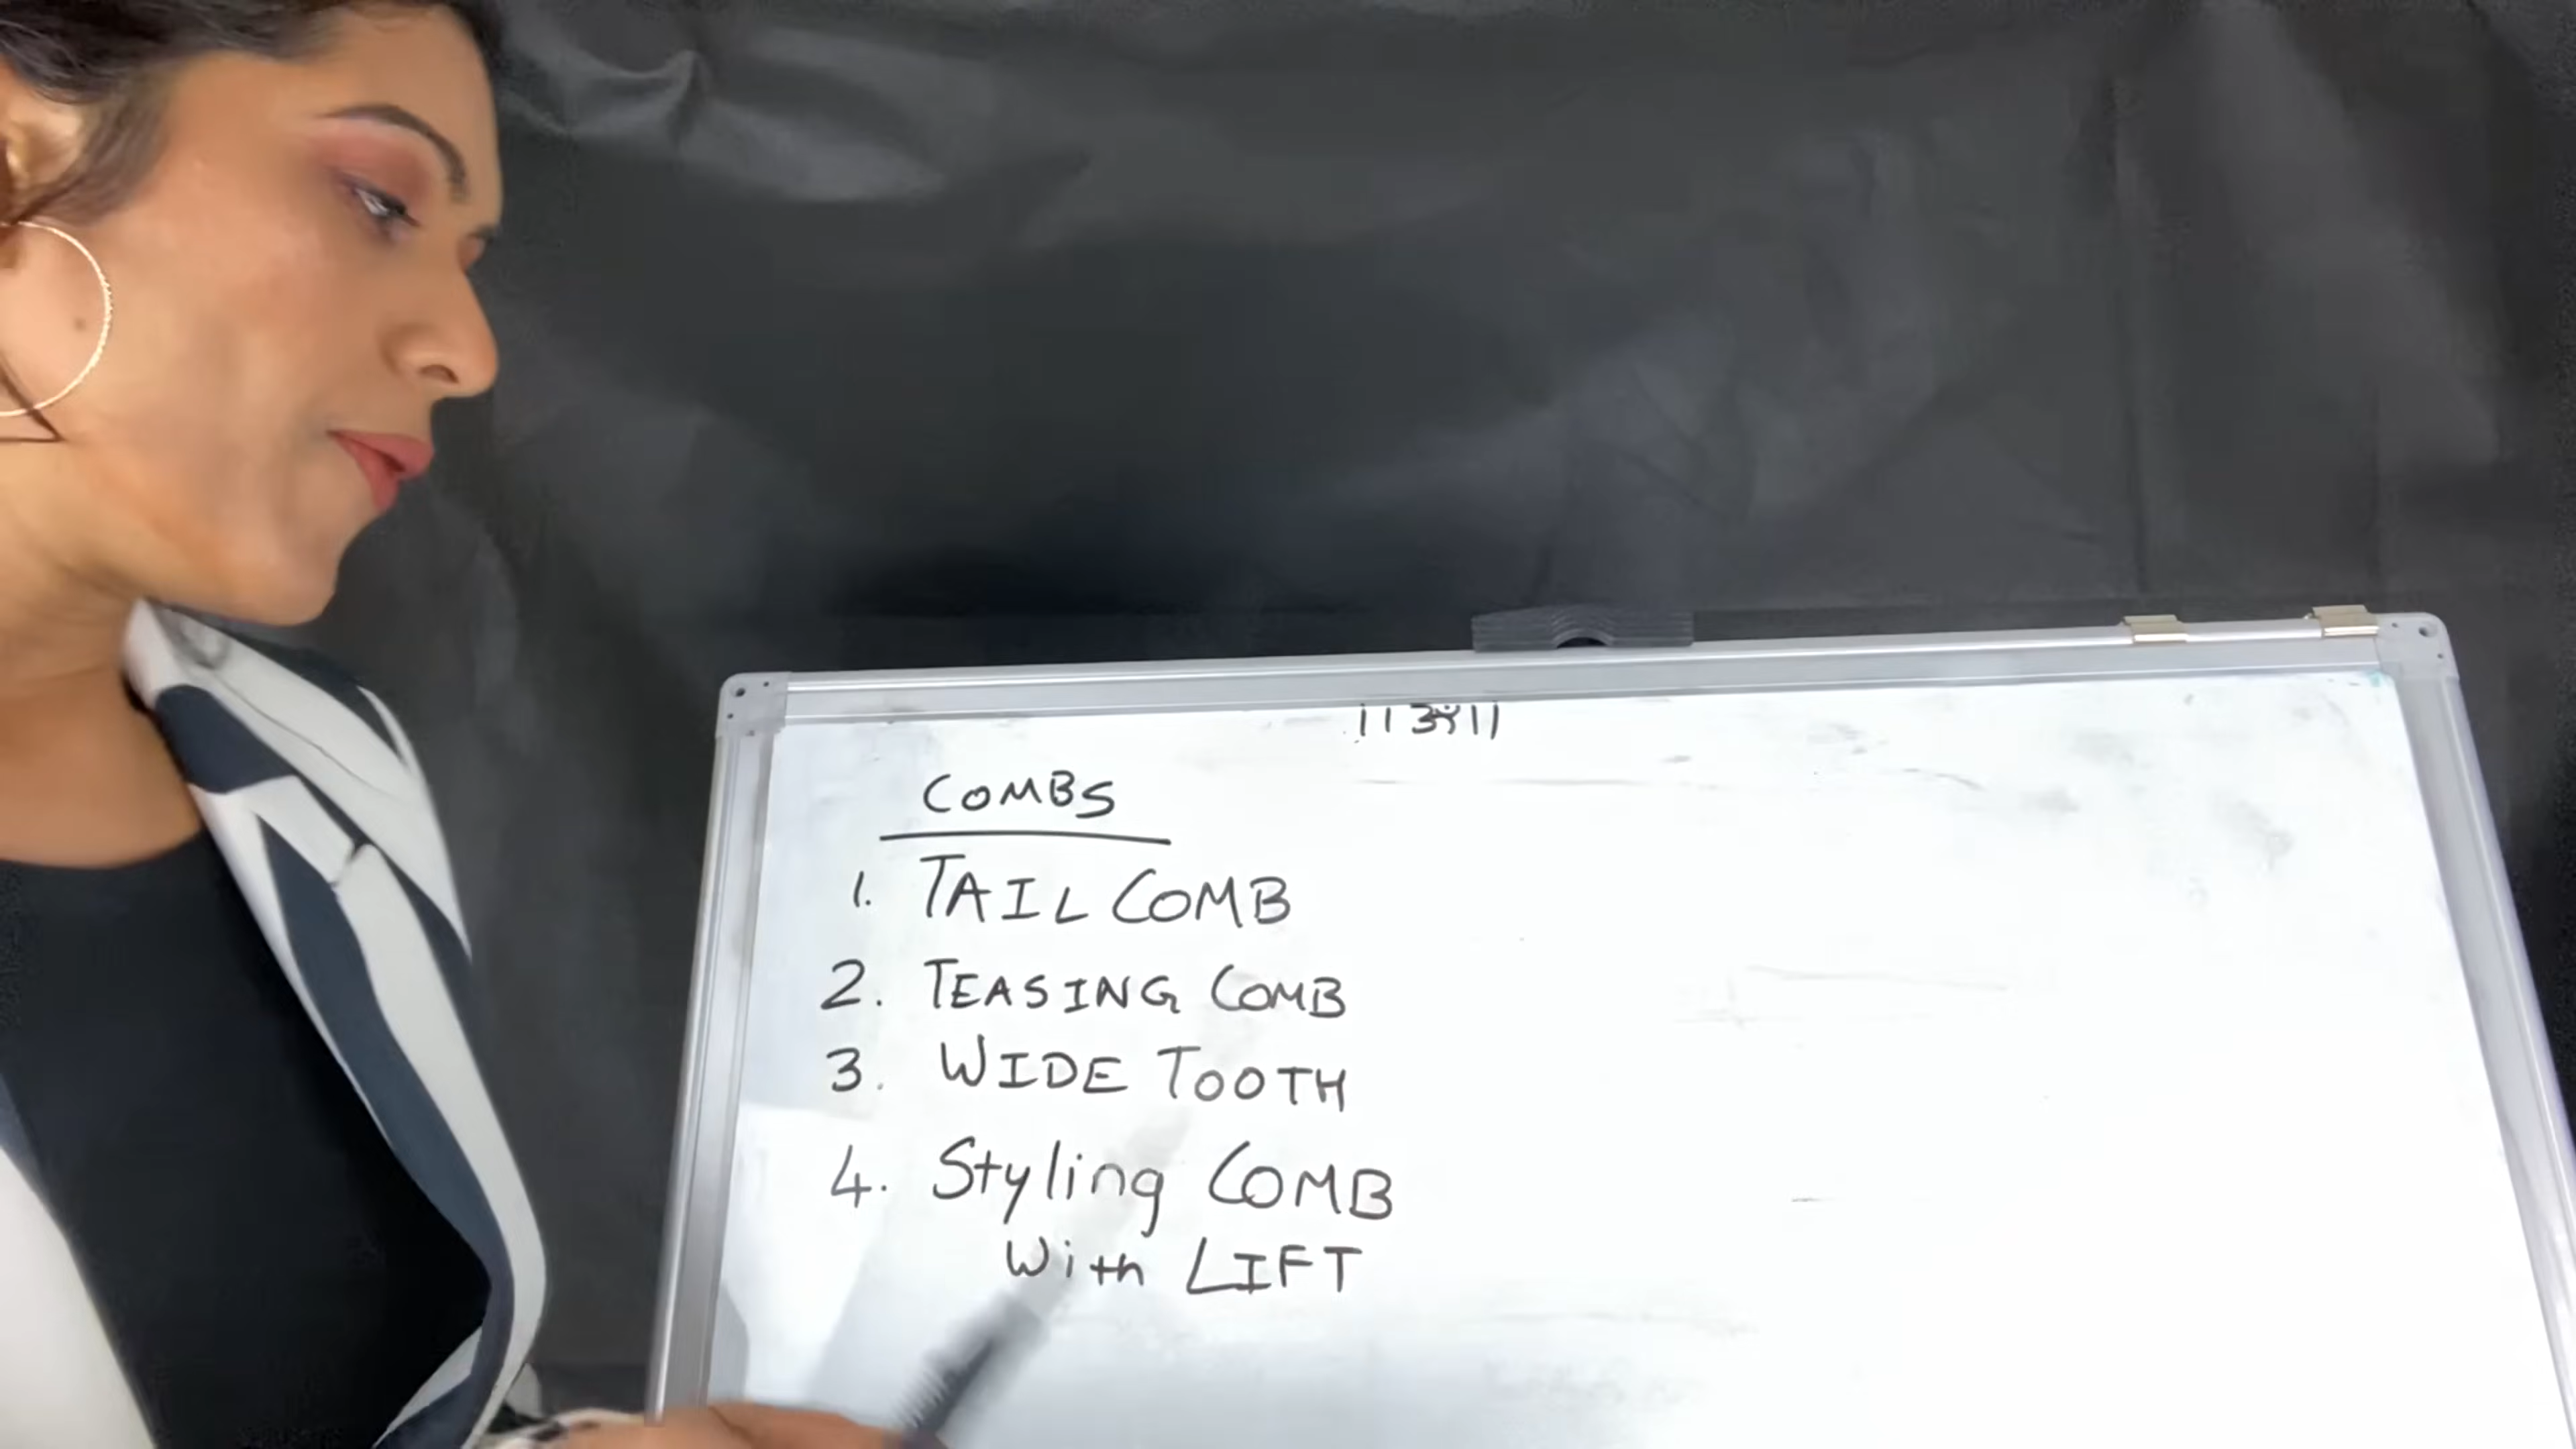 COMBS
1. TAIL COMB
2. TEASING COMB
3. WIDE TOOTH
4. Styling COMB
With LIFT